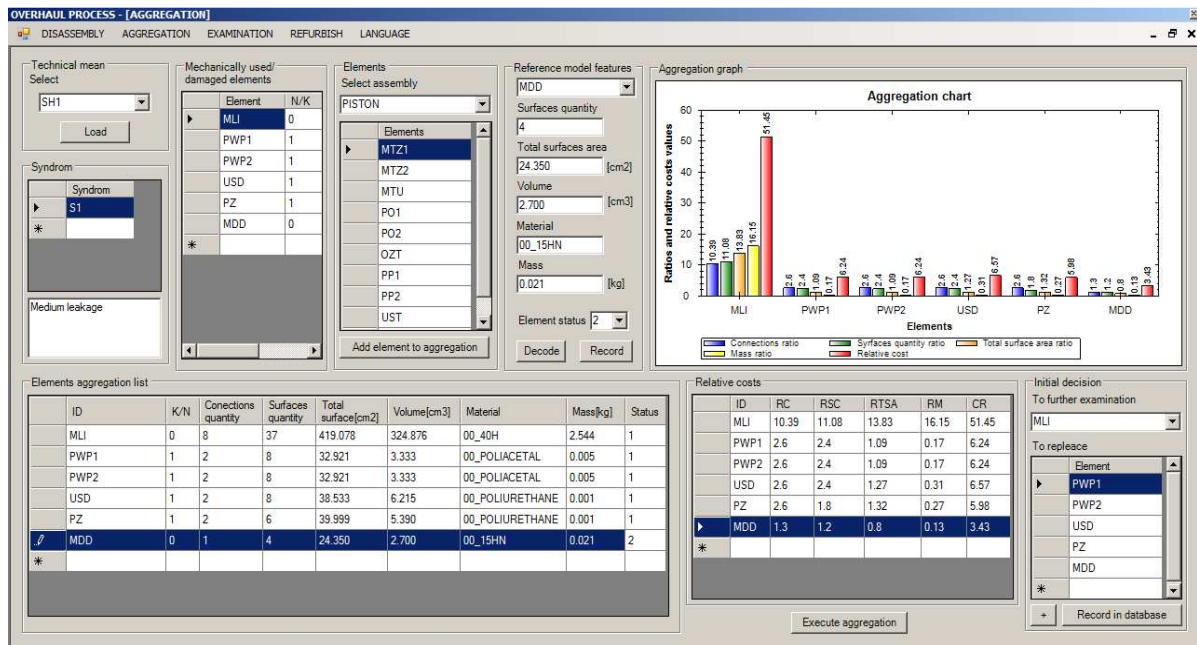 OVERHAUL PROCESS - [AGGREGATION]
DISASSEMBLY AGGREGATION EXAMINATION REFURBISH LANGUAGE
Technical mean
Select
SH1
Load
Syndrom
Syndrom
S1
Medium leakage
Mechanically used/
damaged elements
Element N/K
MLI 0
PWP1 1
PWP2 1
USD 1
PZ 1
MDD 0
Elements
Select assembly
PISTON
Elements
MTZ1
MTZ2
MTU
PO1
PO2
OZT
PP1
PP2
UST
Add element to aggregation
Reference model features
MDD
Surfaces quantity
4
Total surfaces area
24.350 [cm2]
Volume
2.700 [cm3]
Material
00_15HN
Mass
0.021 [kg]
Element status 2
Decode Record
Aggregation graph
Aggregation chart
Ratios and relative costs values
60
50
40
30
20
10
0
10.39 11.08 13.83 16.15 51.45
2.6 2.4 1.09 0.17 6.24
2.6 2.4 1.09 0.17 6.24
2.6 2.4 1.27 0.31 6.57
2.6 1.8 1.32 0.27 5.98
1.3 1.2 0.8 0.13 3.43
MLI PWP1 PWP2 USD PZ MDD
Elements
Connections ratio Syrfaces quantity ratio Total surface area ratio
Mass ratio Relative cost
Elements aggregation list
ID K/N Conections quantity Surfaces quantity Total surface[cm2] Volume[cm3] Material Mass[kg] Status
MLI 0 8 37 419.078 324.876 00_40H 2.544 1
PWP1 1 2 8 32.921 3.333 00_POLIACETAL 0.005 1
PWP2 1 2 8 32.921 3.333 00_POLIACETAL 0.005 1
USD 1 2 8 38.533 6.215 00_POLIURETHANE 0.001 1
PZ 1 2 6 39.999 5.390 00_POLIURETHANE 0.001 1
MDD 0 1 4 24.350 2.700 00_15HN 0.021 2
Relative costs
ID RC RSC RTSA RM CR
MLI 10.39 11.08 13.83 16.15 51.45
PWP1 2.6 2.4 1.09 0.17 6.24
PWP2 2.6 2.4 1.09 0.17 6.24
USD 2.6 2.4 1.27 0.31 6.57
PZ 2.6 1.8 1.32 0.27 5.98
MDD 1.3 1.2 0.8 0.13 3.43
Execute aggregation
Initial decision
To further examination
MLI
To repleace
Element
PWP1
PWP2
USD
PZ
MDD
+ Record in database